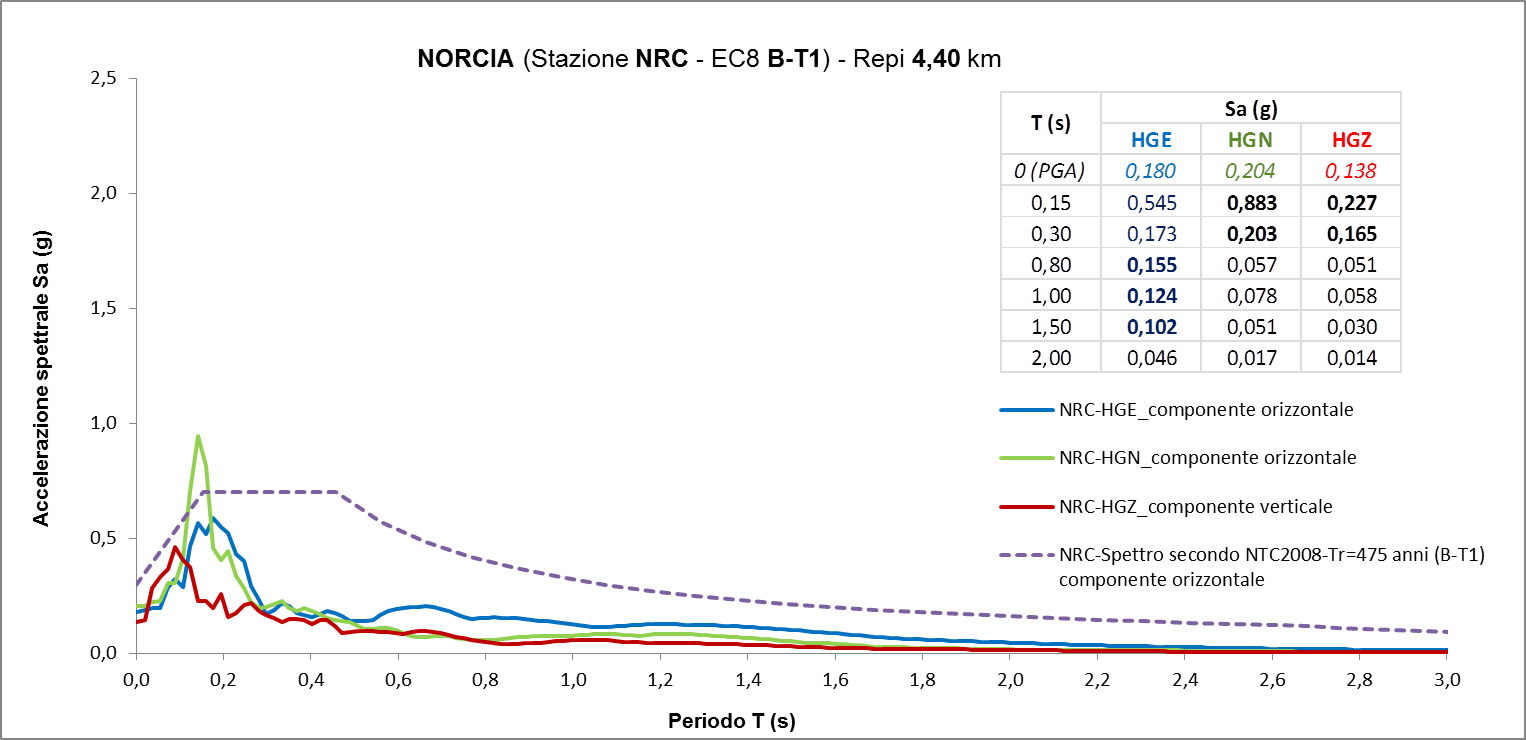 NORCIA (Stazione NRC - EC8 B-T1) - Repi 4,40 km
Accelerazione spettrale Sa (g)
2,5
2,0
1,5
1,0
0,5
0,0
0,0 0,2 0,4 0,6 0,8 1,0 1,2 1,4 1,6 1,8 2,0 2,2 2,4 2,6 2,8 3,0
Periodo T (s)
T (s) Sa (g)
HGE HGN HGZ
0 (PGA) 0,180 0,204 0,138
0,15 0,545 0,883 0,227
0,30 0,173 0,203 0,165
0,80 0,155 0,057 0,051
1,00 0,124 0,078 0,058
1,50 0,102 0,051 0,030
2,00 0,046 0,017 0,014
NRC-HGE_componente orizzontale
NRC-HGN_componente orizzontale
NRC-HGZ_componente verticale
NRC-Spettro secondo NTC2008-Tr=475 anni (B-T1)
componente orizzontale